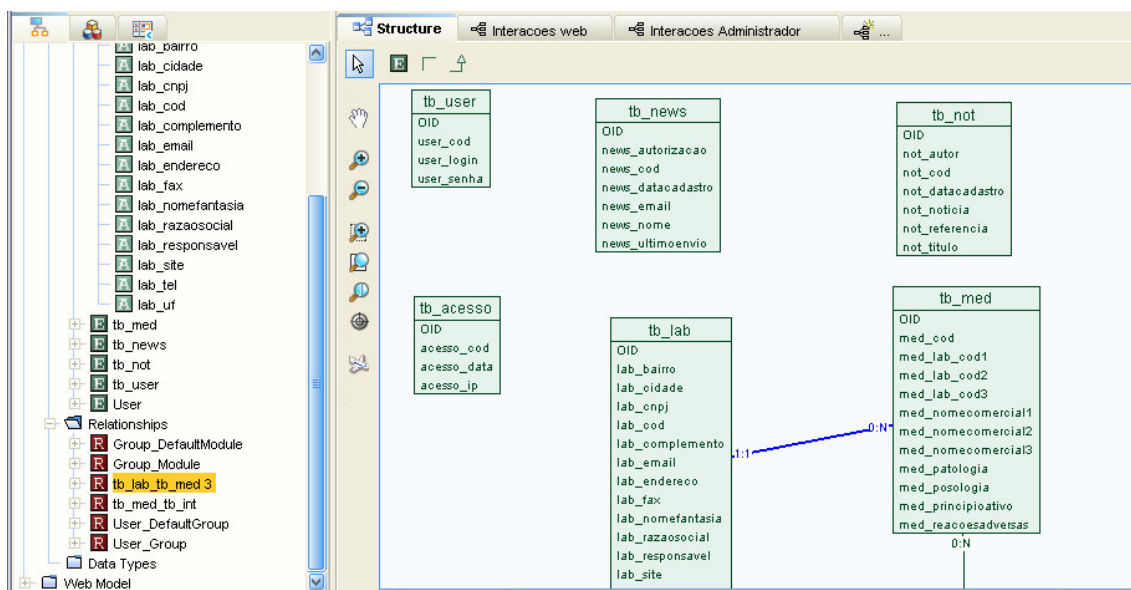 Structure
Interacoes web
Interacoes Administrador
...
lab_bairro
lab_cidade
lab_cnpj
lab_cod
lab_complemento
lab_email
lab_endereco
lab_fax
lab_nomefantasia
lab_razaosocial
lab_responsavel
lab_site
lab_tel
lab_uf
E tb_med
E tb_news
E tb_not
E tb_user
E User
Relationships
R Group_DefaultModule
R Group_Module
R tb_lab_tb_med 3
R tb_med_tb_int
R User_DefaultGroup
R User_Group
Data Types
Web Model
E
tb_user
OID
user_cod
user_login
user_senha
tb_news
OID
news_autorizacao
news_cod
news_datacadastro
news_email
news_nome
news_ultimoenvio
tb_not
OID
not_autor
not_cod
not_datacadastro
not_noticia
not_referencia
not_titulo
tb_acesso
OID
acesso_cod
acesso_data
acesso_ip
tb_lab
OID
lab_bairro
lab_cidade
lab_cnpj
lab_cod
lab_complemento
lab_email
lab_endereco
lab_fax
lab_nomefantasia
lab_razaosocial
lab_responsavel
lab_site
1:1
0:N
tb_med
OID
med_cod
med_lab_cod1
med_lab_cod2
med_lab_cod3
med_nomecomercial1
med_nomecomercial2
med_nomecomercial3
med_patologia
med_posologia
med_principioativo
med_reacoesadversas
0:N